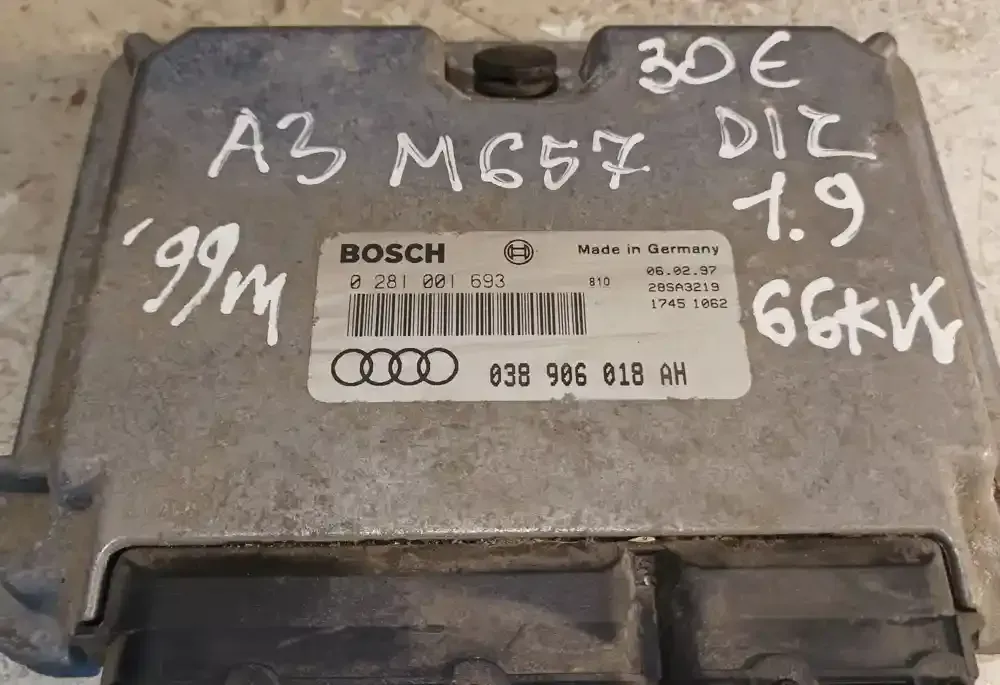 30€
A3 M657 DIZ
1.9
'99m
66KW
BOSCH Made in Germany
06.02.97
0 281 001 693 810
28SA3219
1745 1062
038 906 018 AH